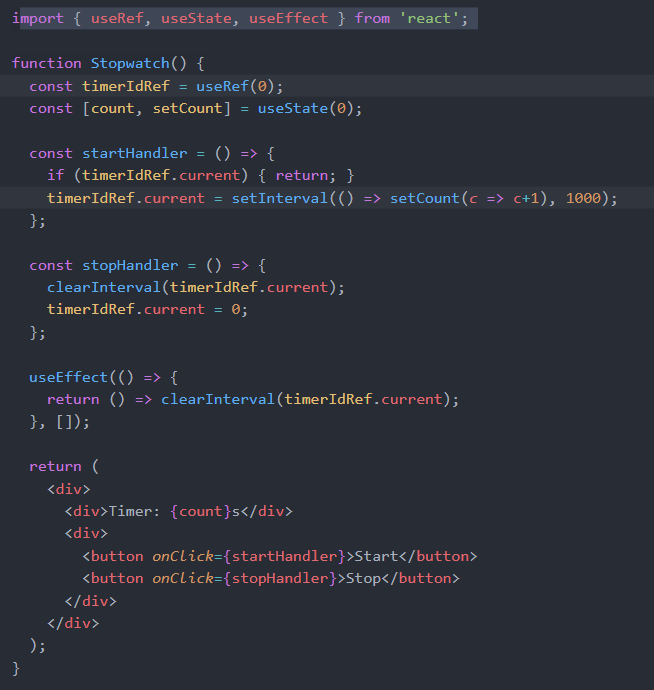 import { useRef, useState, useEffect } from 'react';
function Stopwatch() {
const timerIdRef = useRef(0);
const [count, setCount] = useState(0);
const startHandler = () => {
if (timerIdRef.current) { return; }
timerIdRef.current = setInterval(() => setCount(c => c+1), 1000);
};
const stopHandler = () => {
clearInterval(timerIdRef.current);
timerIdRef.current = 0;
};
useEffect(() => {
return () => clearInterval(timerIdRef.current);
}, []);
return (
<div>
<div>Timer: {count}s</div>
<div>
<button onClick={startHandler}>Start</button>
<button onClick={stopHandler}>Stop</button>
</div>
</div>
);
}